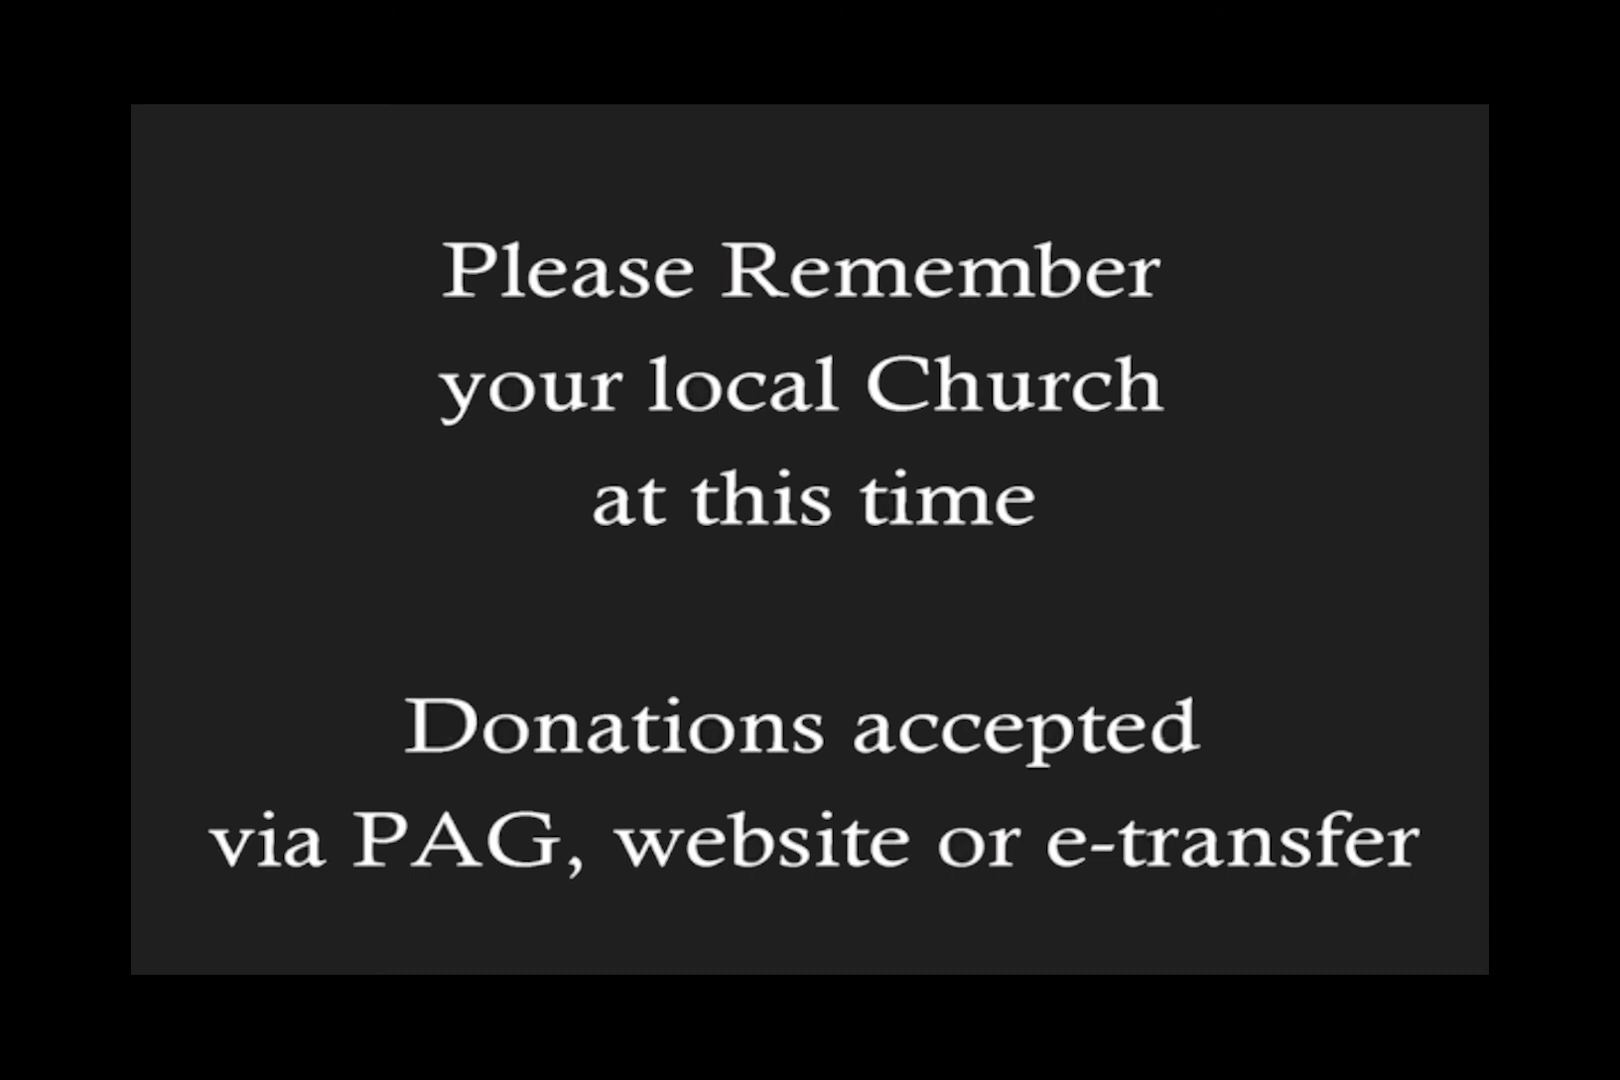 Please Remember
your local Church
at this time
Donations accepted
via PAG, website or e-transfer